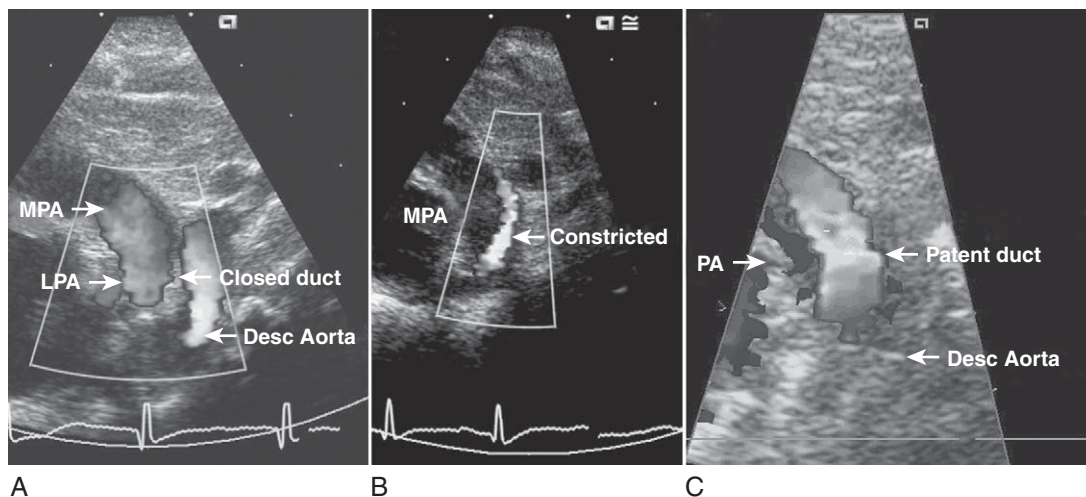 MPA
LPA
Closed duct
Desc Aorta
A
MPA
Constricted
B
PA
Patent duct
Desc Aorta
C